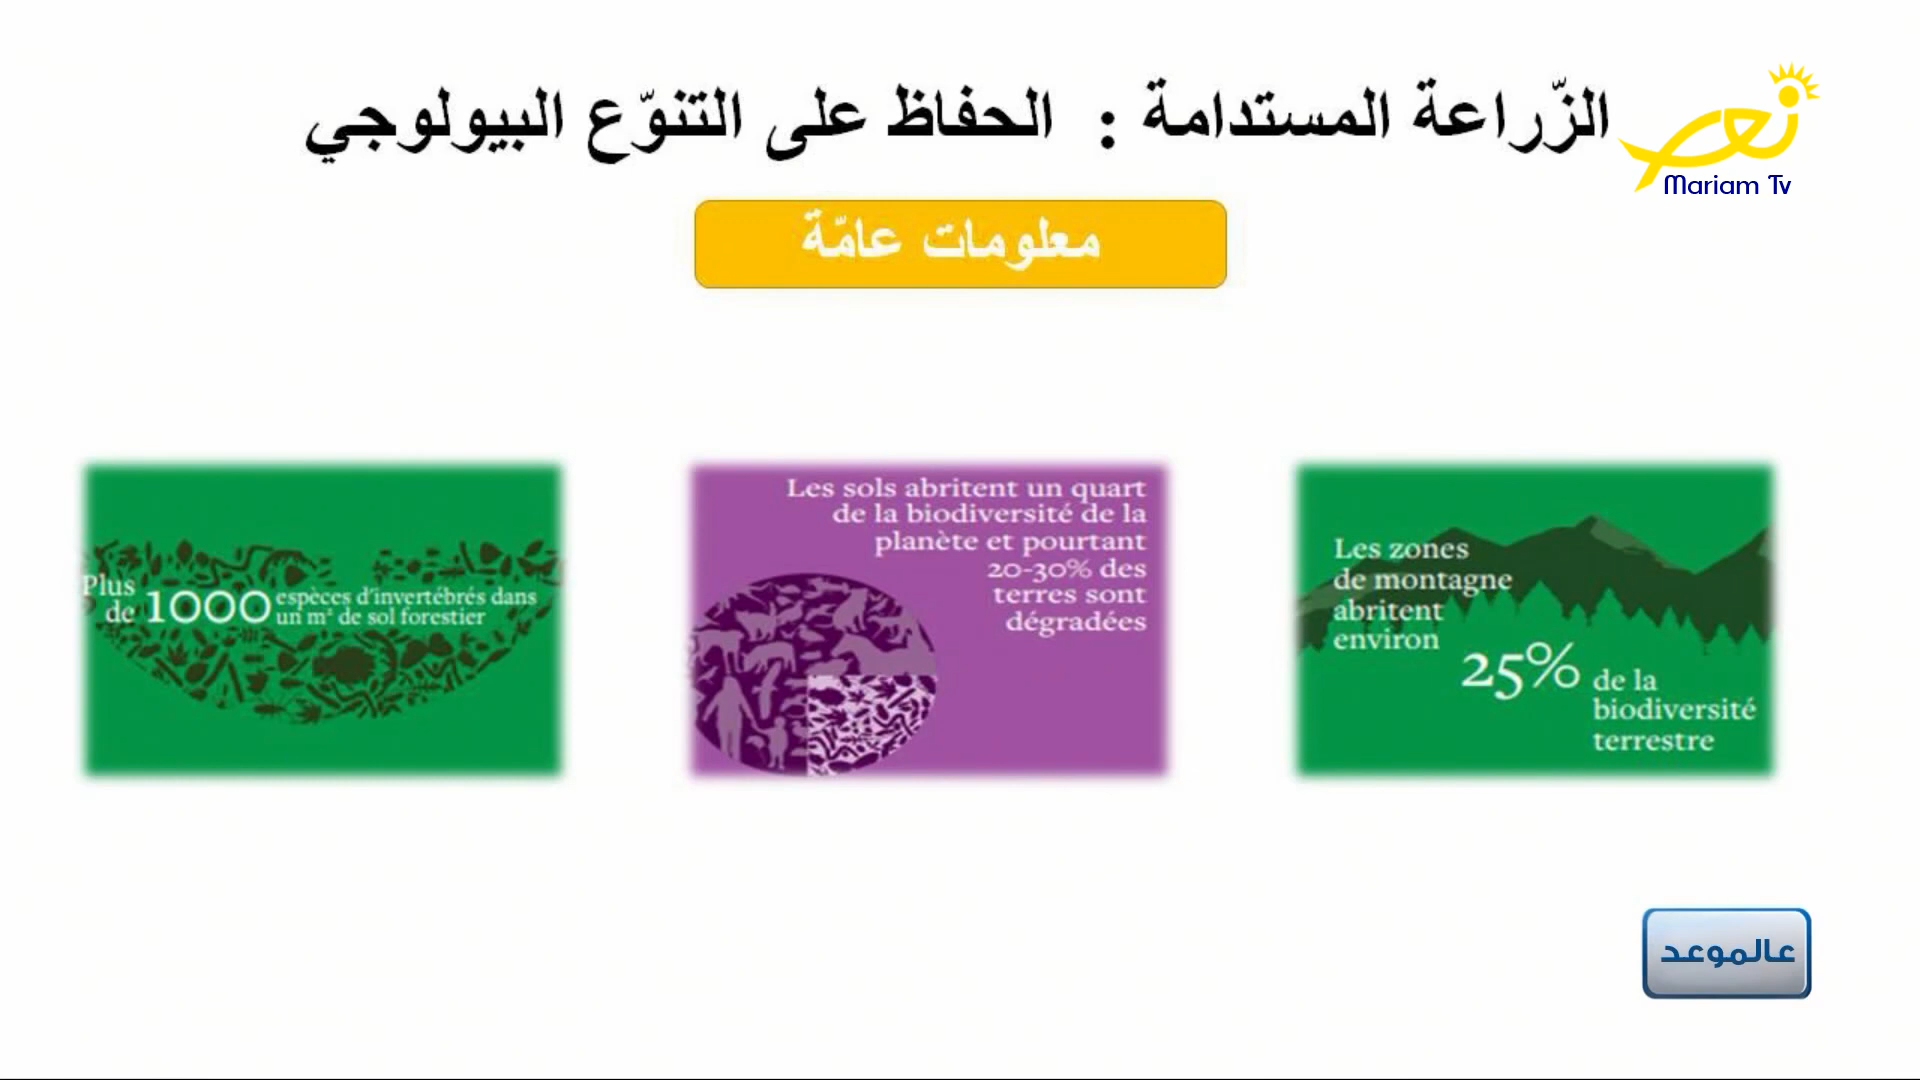 الزّراعة المستدامة : الحفاظ على التنوّع البيولوجي
نعم
Mariam Tv
معلومات عامّة
Plus
de 1000 espèces d'invertébrés dans
un m² de sol forestier
Les sols abritent un quart
de la biodiversité de la
planète et pourtant
20-30% des
terres sont
dégradées
Les zones
de montagne
abritent
environ
25% de la
biodiversité
terrestre
عالموعد